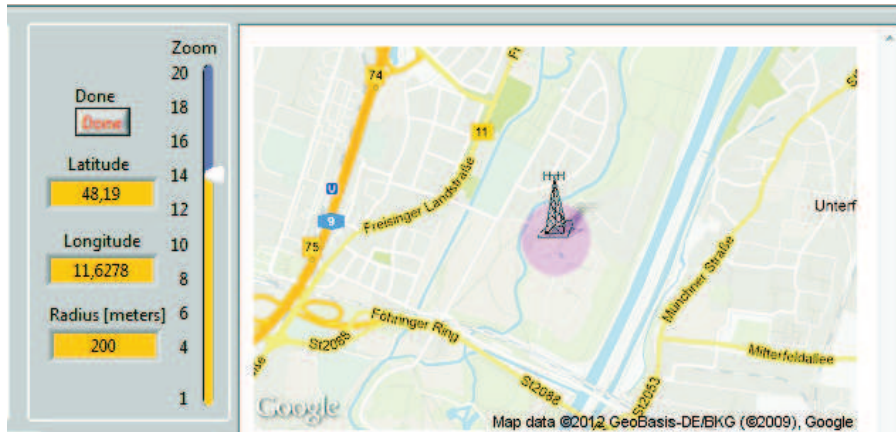 Zoom
20
18
16
14
12
10
8
6
4
1
Done
Done
Latitude
48,19
Longitude
11,6278
Radius [meters]
200
74
11
U
9
75
Freisinger Landstraße
Unterf
Föhringer Ring
St2088
Münchner Straße
Mitterfeldallee
St2088
St2053
Google
Map data ©2012 GeoBasis-DE/BKG (©2009), Google